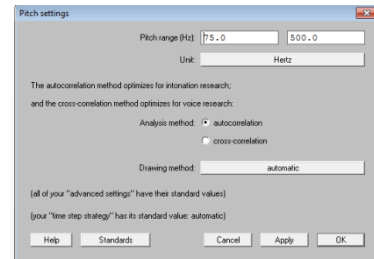 Pitch settings
Pitch range (Hz): 75.0 500.0
Unit: Hertz
The autocorrelation method optimizes for intonation research;
and the cross-correlation method optimizes for voice research:
Analysis method: autocorrelation
cross-correlation
Drawing method: automatic
(all of your "advanced settings" have their standard values)
(your "time step strategy" has its standard value: automatic)
Help Standards Cancel Apply OK